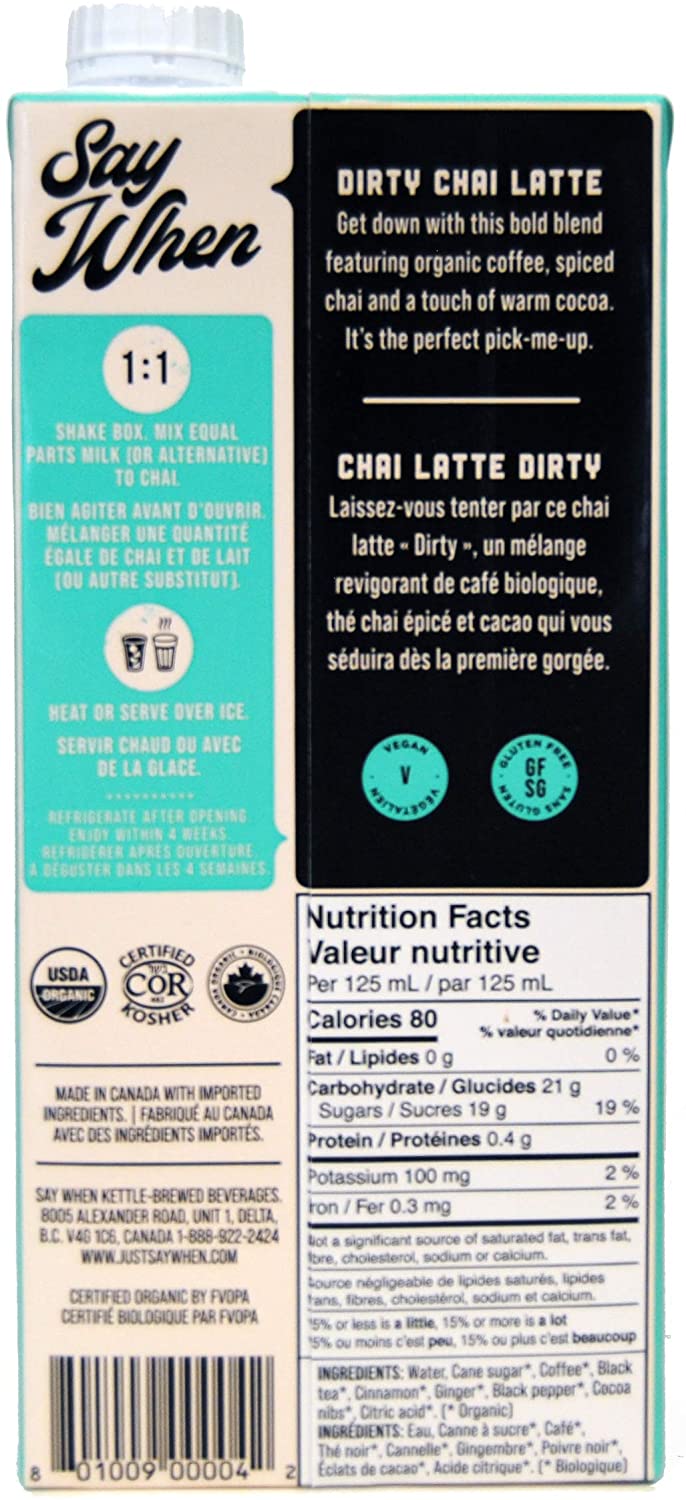 Say
When
1:1
SHAKE BOX. MIX EQUAL
PARTS MILK (OR ALTERNATIVE)
TO CHAI.
BIEN AGITER AVANT D'OUVRIR.
MÉLANGER UNE QUANTITÉ
ÉGALE DE CHAI ET DE LAIT
(OU AUTRE SUBSTITUT).
HEAT OR SERVE OVER ICE.
SERVIR CHAUD OU AVEC
DE LA GLACE.
REFRIGERATE AFTER OPENING.
ENJOY WITHIN 4 WEEKS.
REFRIGÉRER APRÈS OUVERTURE.
À DÉGUSTER DANS LES 4 SEMAINES.
USDA
ORGANIC
CERTIFIED
COR
KOSHER
CANADA ORGANIC • BIOLOGIQUE CANADA
MADE IN CANADA WITH IMPORTED
INGREDIENTS. | FABRIQUÉ AU CANADA
AVEC DES INGRÉDIENTS IMPORTÉS.
SAY WHEN KETTLE-BREWED BEVERAGES.
8005 ALEXANDER ROAD, UNIT 1, DELTA,
B.C. V4G 1C6, CANADA 1-888-922-2424
WWW.JUSTSAYWHEN.COM
CERTIFIED ORGANIC BY FVOPA
CERTIFIÉ BIOLOGIQUE PAR FVOPA
8 01009 00004 2
DIRTY CHAI LATTE
Get down with this bold blend
featuring organic coffee, spiced
chai and a touch of warm cocoa.
It's the perfect pick-me-up.
CHAI LATTE DIRTY
Laissez-vous tenter par ce chai
latte « Dirty », un mélange
revigorant de café biologique,
thé chai épicé et cacao qui vous
séduira dès la première gorgée.
VEGAN
V
VÉGÉTALIEN
GLUTEN FREE
GF
SG
SANS GLUTEN
Nutrition Facts
Valeur nutritive
Per 125 mL / par 125 mL
Calories 80
% Daily Value*
% valeur quotidienne*
Fat / Lipides 0 g 0 %
Carbohydrate / Glucides 21 g
Sugars / Sucres 19 g 19 %
Protein / Protéines 0.4 g
Potassium 100 mg 2 %
Iron / Fer 0.3 mg 2 %
Not a significant source of saturated fat, trans fat,
fibre, cholesterol, sodium or calcium.
Source négligeable de lipides saturés, lipides
trans, fibres, cholestérol, sodium et calcium.
*5% or less is a little, 15% or more is a lot
*5% ou moins c'est peu, 15% ou plus c'est beaucoup
INGREDIENTS: Water, Cane sugar*, Coffee*, Black
tea*, Cinnamon*, Ginger*, Black pepper*, Cocoa
nibs*, Citric acid*. (* Organic)
INGRÉDIENTS: Eau, Canne à sucre*, Café*,
Thé noir*, Cannelle*, Gingembre*, Poivre noir*,
Éclats de cacao*, Acide citrique*. (* Biologique)